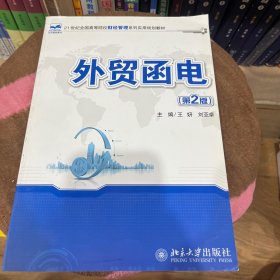 21世纪全国高等院校财经管理系列实用规划教材
外贸函电
(第2版)
主 编/王 妍 刘亚卓
北京大学出版社